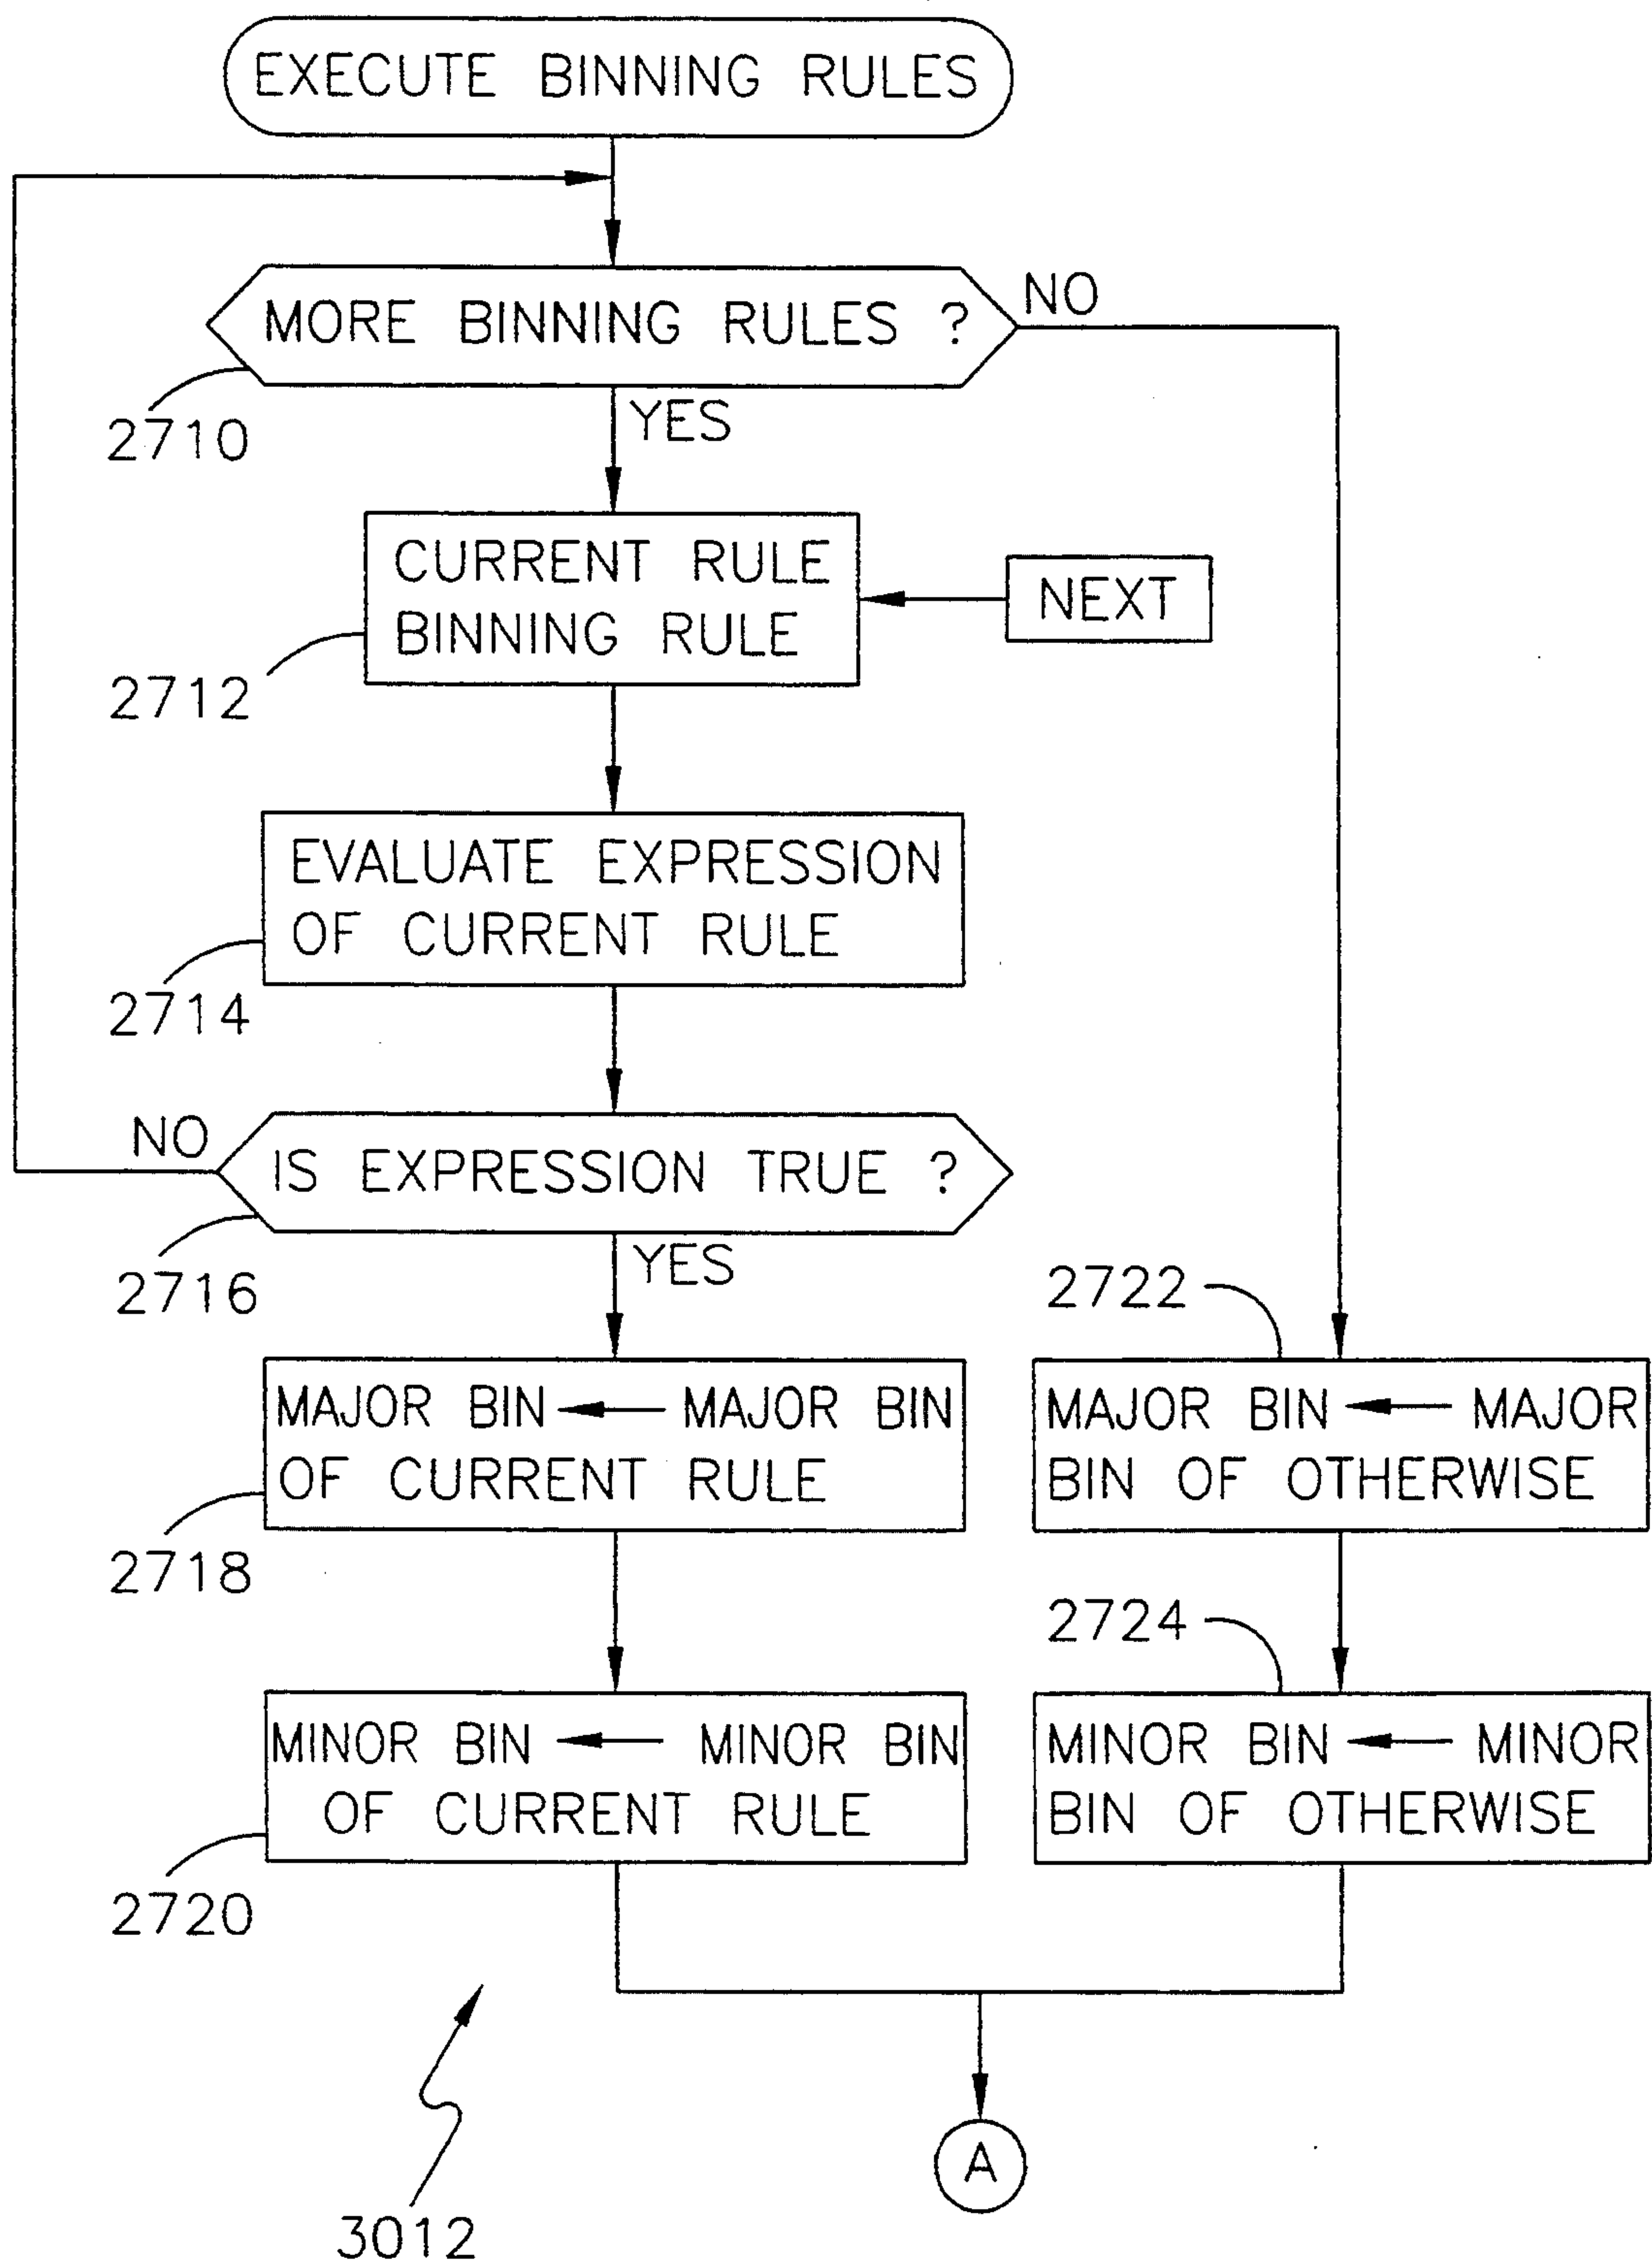 EXECUTE BINNING RULES
MORE BINNING RULES ?
NO
2710
YES
CURRENT RULE
BINNING RULE
NEXT
2712
EVALUATE EXPRESSION
OF CURRENT RULE
2714
NO
IS EXPRESSION TRUE ?
2716
YES
2722
MAJOR BIN ← MAJOR BIN
OF CURRENT RULE
2718
MAJOR BIN ← MAJOR
BIN OF OTHERWISE
2724
MINOR BIN ← MINOR BIN
OF CURRENT RULE
2720
MINOR BIN ← MINOR
BIN OF OTHERWISE
A
3012